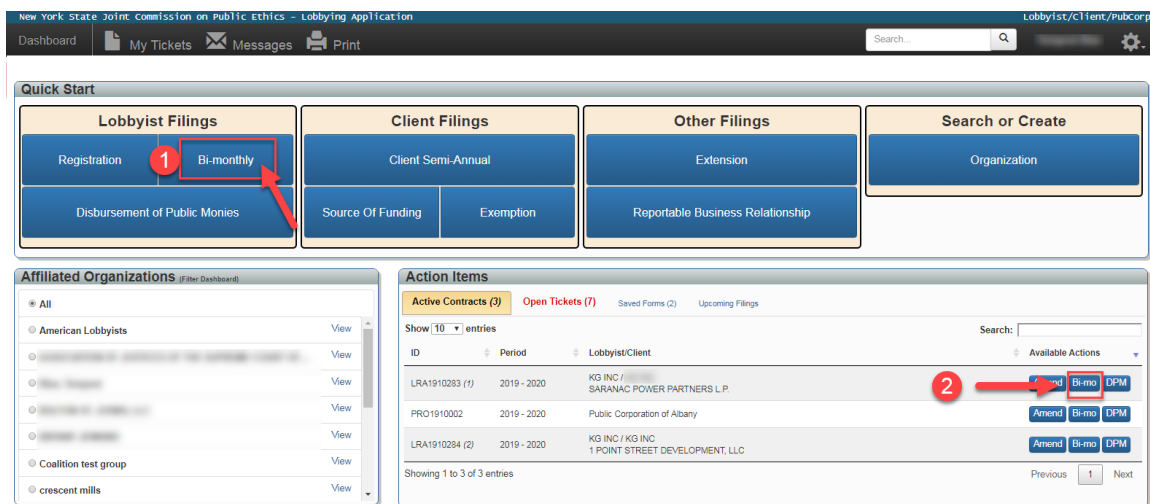 New York State Joint Commission on Public Ethics - Lobbying Application Lobbyist/Client/PubCorp
Dashboard My Tickets Messages Print Search...
Quick Start
Lobbyist Filings Client Filings Other Filings Search or Create
Registration 1 Bi-monthly Client Semi-Annual Extension Organization
Disbursement of Public Monies Source Of Funding Exemption Reportable Business Relationship
Affiliated Organizations (Filter Dashboard)
All
American Lobbyists View
View
View
View
View
Coalition test group View
crescent mills View
Action Items
Active Contracts (3) Open Tickets (7) Saved Forms (2) Upcoming Filings
Show 10 entries Search:
ID Period Lobbyist/Client Available Actions
LRA1910283 (1) 2019 - 2020 KG INC /
SARANAC POWER PARTNERS L.P. 2 Bi-mo DPM
PRO1910002 2019 - 2020 Public Corporation of Albany Amend Bi-mo DPM
LRA1910284 (2) 2019 - 2020 KG INC / KG INC
1 POINT STREET DEVELOPMENT, LLC Amend Bi-mo DPM
Showing 1 to 3 of 3 entries Previous 1 Next